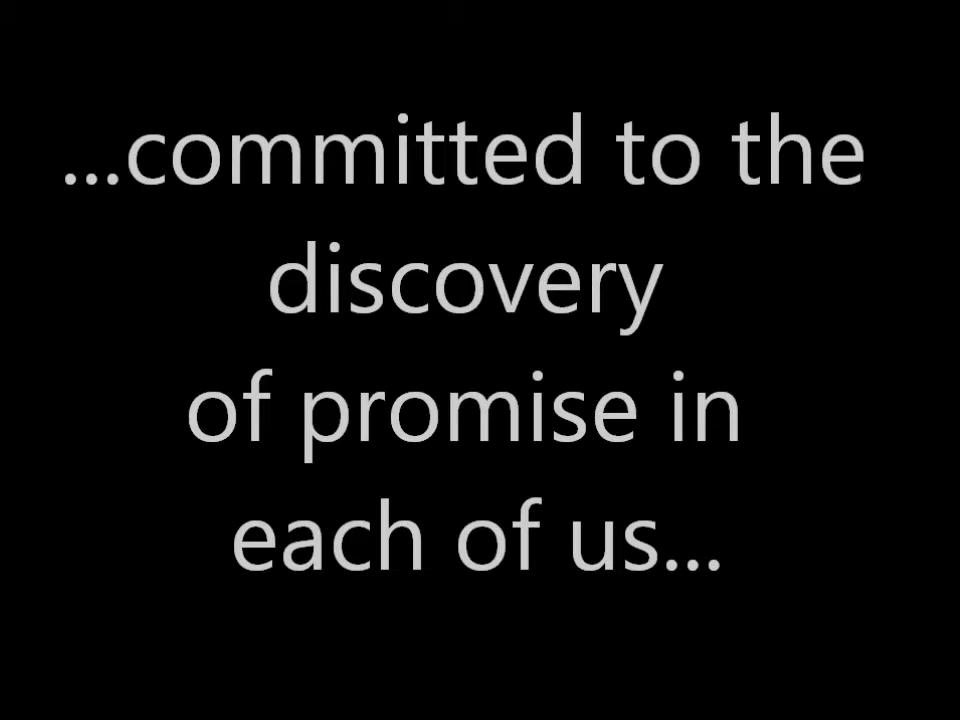 ...committed to the
discovery
of promise in
each of us...